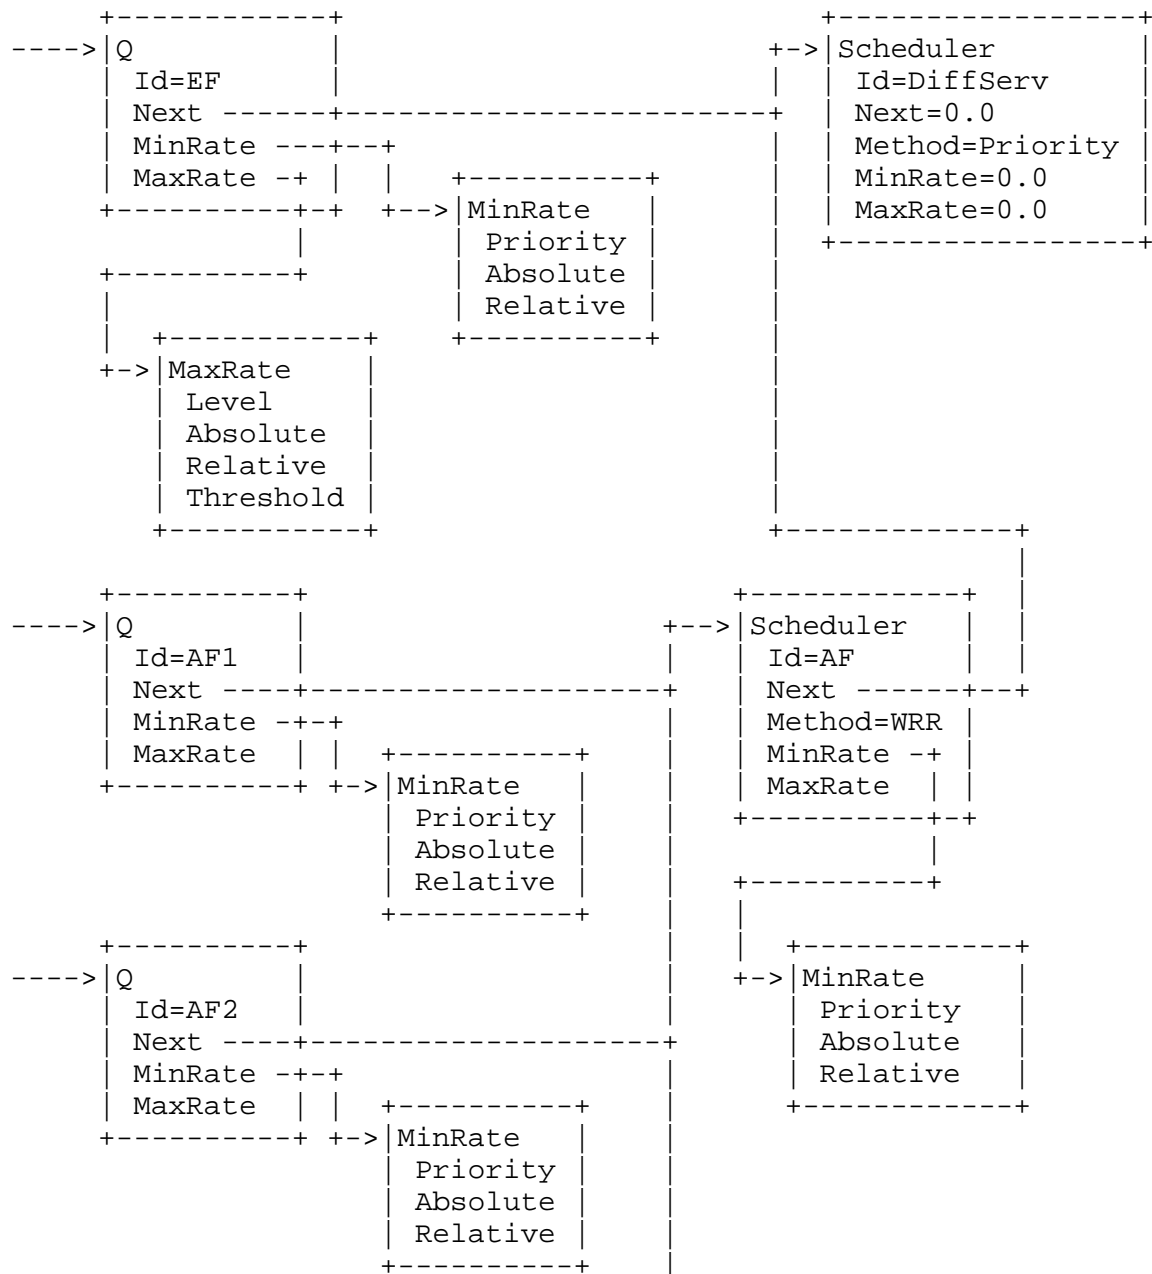 +-------------+                           +-----------------+
---->|Q            |                        +->|Scheduler        |
     | Id=EF       |                        |  | Id=DiffServ     |
     | Next ------+------------------------+  | Next=0.0        |
     | MinRate ---+--+                     |  | Method=Priority |
     | MaxRate -+ |  |   +----------+      |  | MinRate=0.0     |
     +----------+-+  +-->|MinRate   |      |  | MaxRate=0.0     |
                |        | Priority |      |  +-----------------+
     +----------+        | Absolute |      |
     |                   | Relative |      |
     |  +-----------+    +----------+      |
     +->|MaxRate    |                      |
        | Level     |                      |
        | Absolute  |                      |
        | Relative  |                      |
        | Threshold |                      |
        +-----------+                      +-------------+
                                                         |
     +----------+                        +------------+  |
---->|Q         |                    +-->|Scheduler   |  |
     | Id=AF1   |                    |   | Id=AF      |  |
     | Next ----+--------------------+   | Next ------+--+
     | MinRate -+-+                  |   | Method=WRR |
     | MaxRate  | |  +----------+    |   | MinRate -+ |
     +----------+ +->|MinRate   |    |   | MaxRate  | |
                     | Priority |    |   +----------+-+
                     | Absolute |    |              |
                     | Relative |    |   +----------+
                     +----------+    |   |
     +----------+                    |   |  +------------+
---->|Q         |                    |   +->|MinRate     |
     | Id=AF2   |                    |      | Priority   |
     | Next ----+--------------------+      | Absolute   |
     | MinRate -+-+                  |      | Relative   |
     | MaxRate  | |  +----------+    |      +------------+
     +----------+ +->|MinRate   |    |
                     | Priority |    |
                     | Absolute |    |
                     | Relative |    |
                     +----------+    |